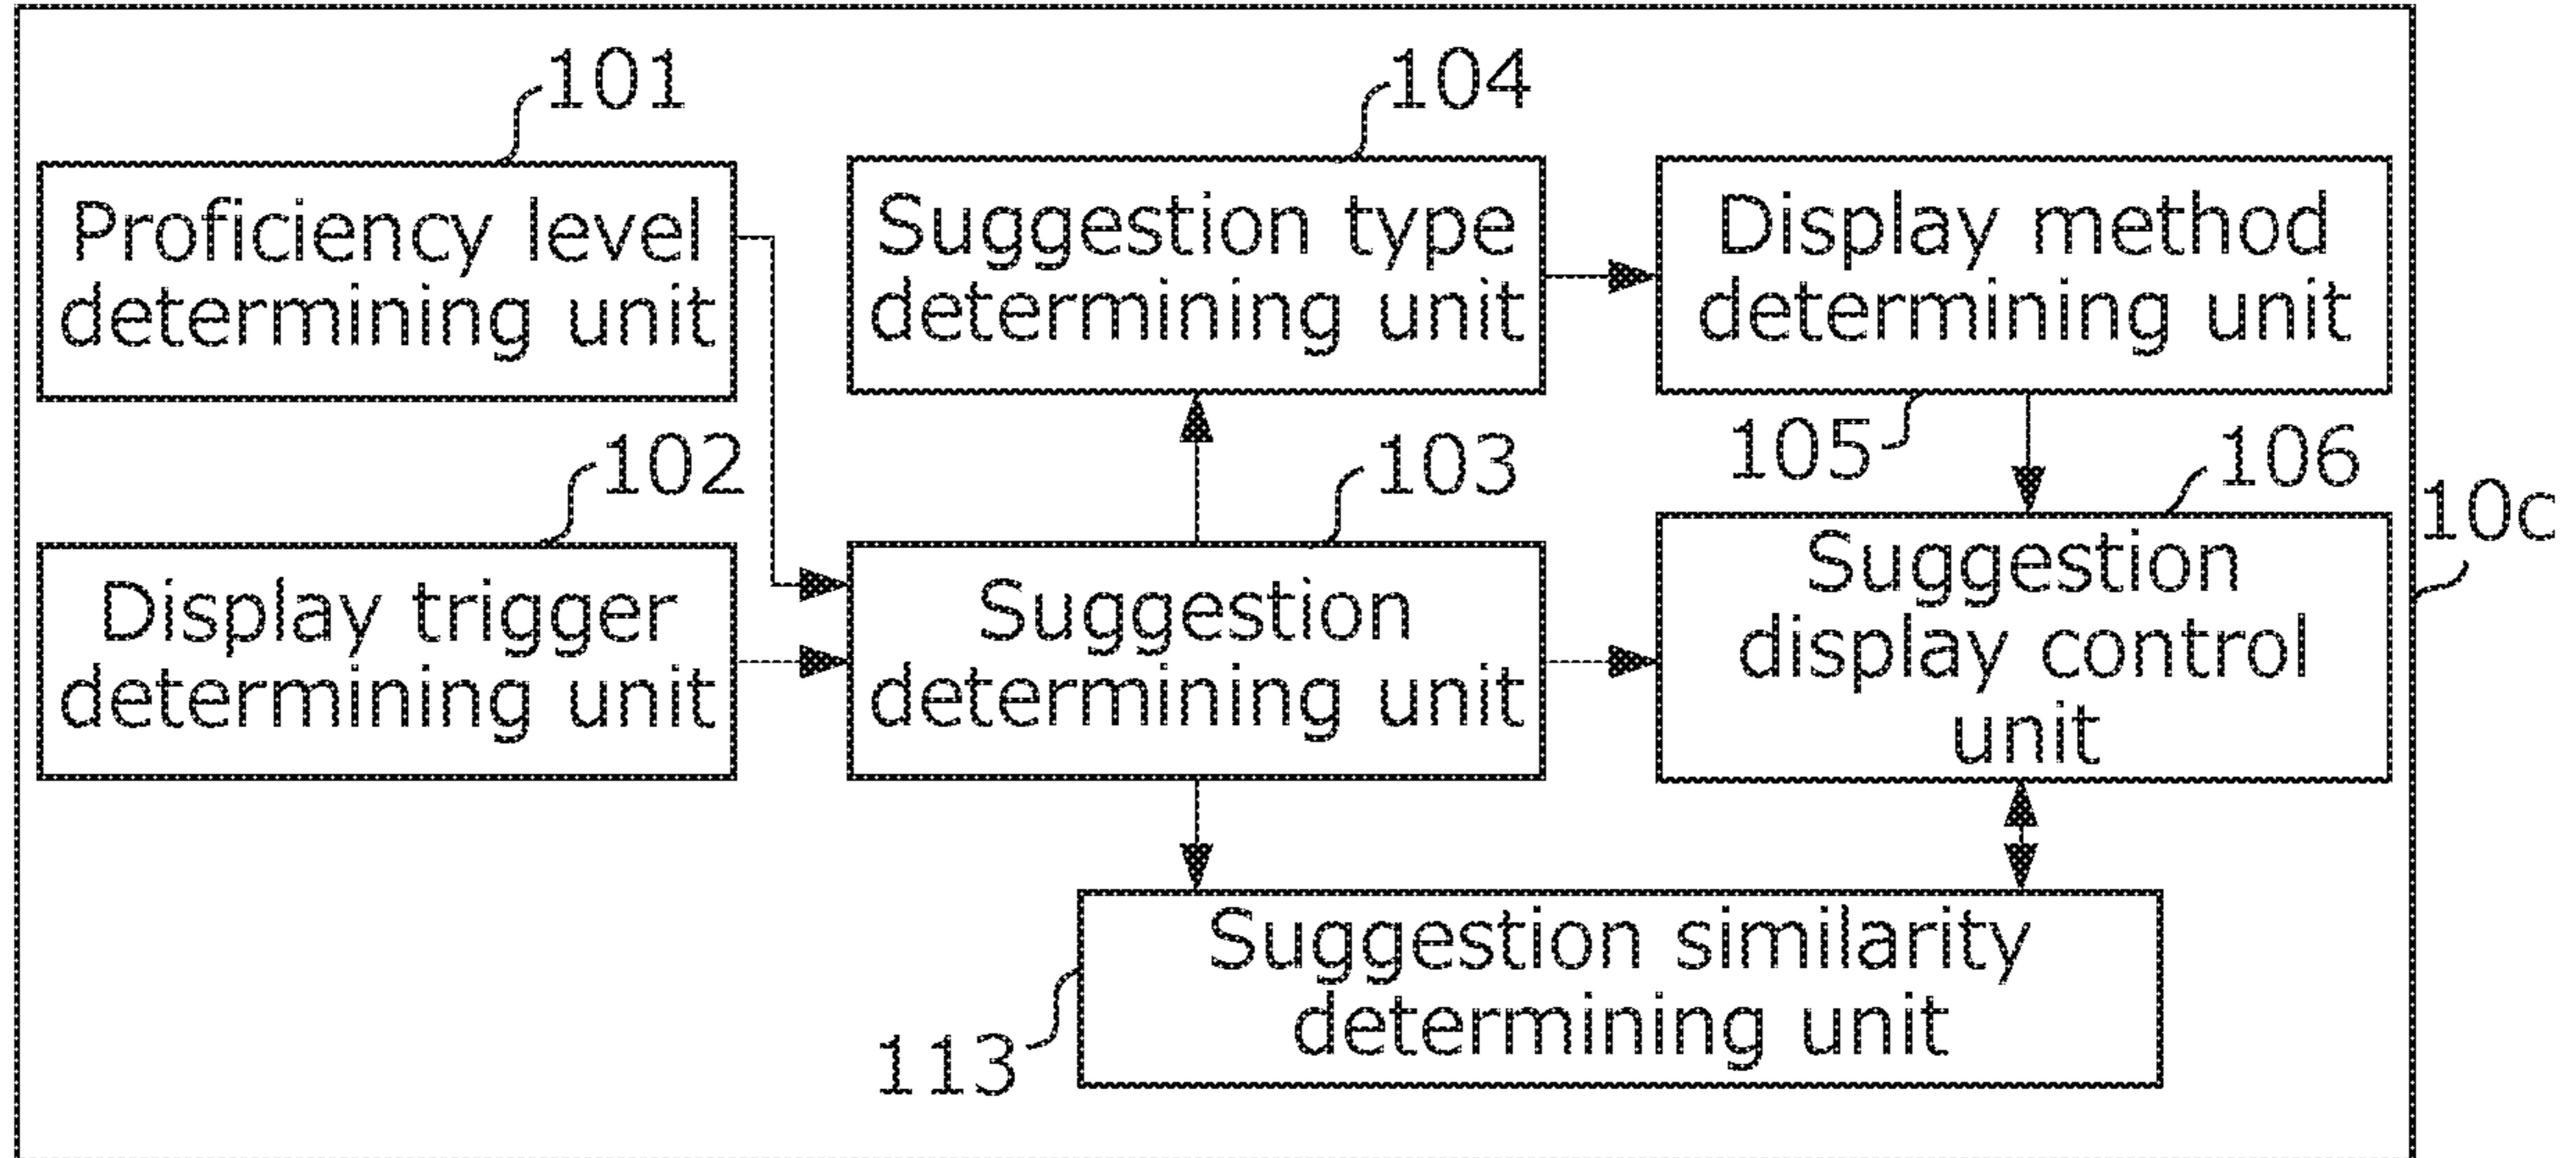 101
104
Proficiency level
determining unit
Suggestion type
determining unit
Display method
determining unit
102
103
105
106
10c
Display trigger
determining unit
Suggestion
determining unit
Suggestion
display control
unit
Suggestion similarity
determining unit
113